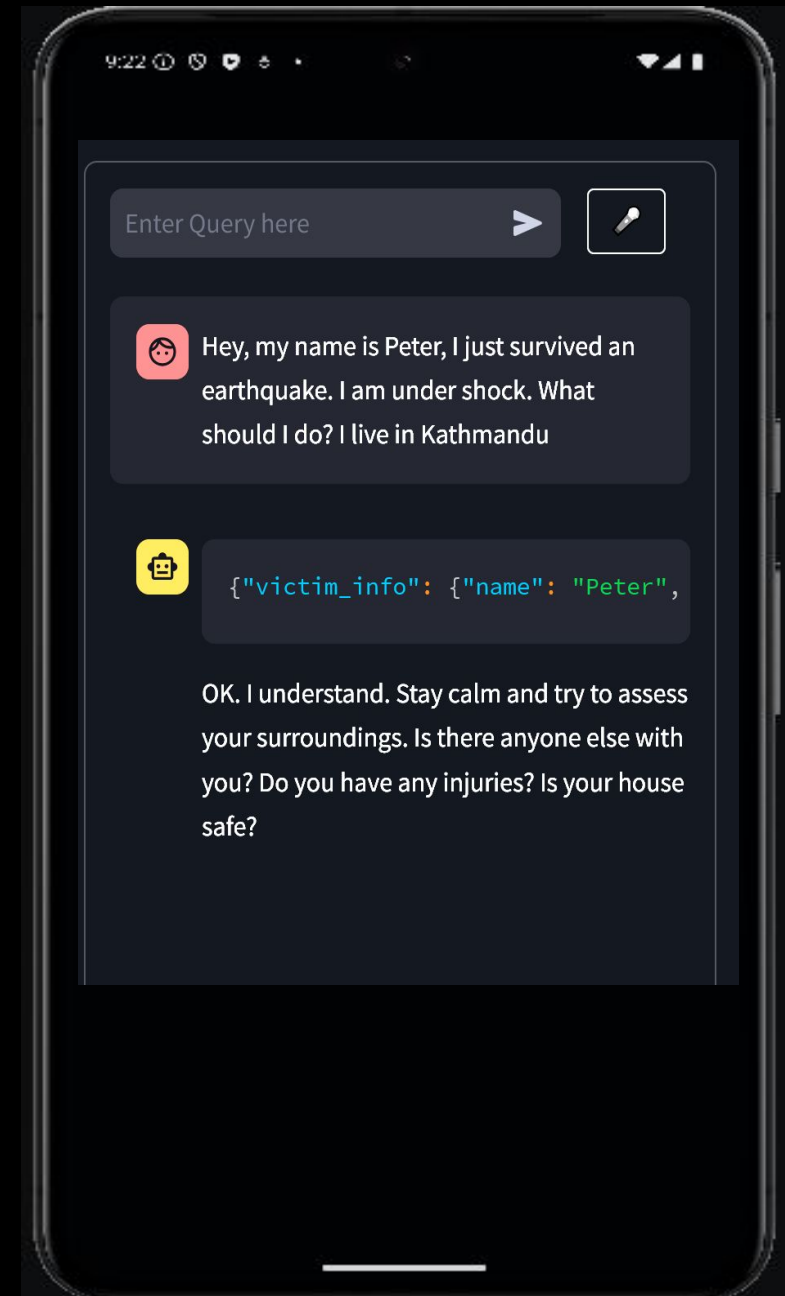 9:22
Enter Query here
Hey, my name is Peter, I just survived an
earthquake. I am under shock. What
should I do? I live in Kathmandu
{"victim_info": {"name": "Peter",
OK. I understand. Stay calm and try to assess
your surroundings. Is there anyone else with
you? Do you have any injuries? Is your house
safe?